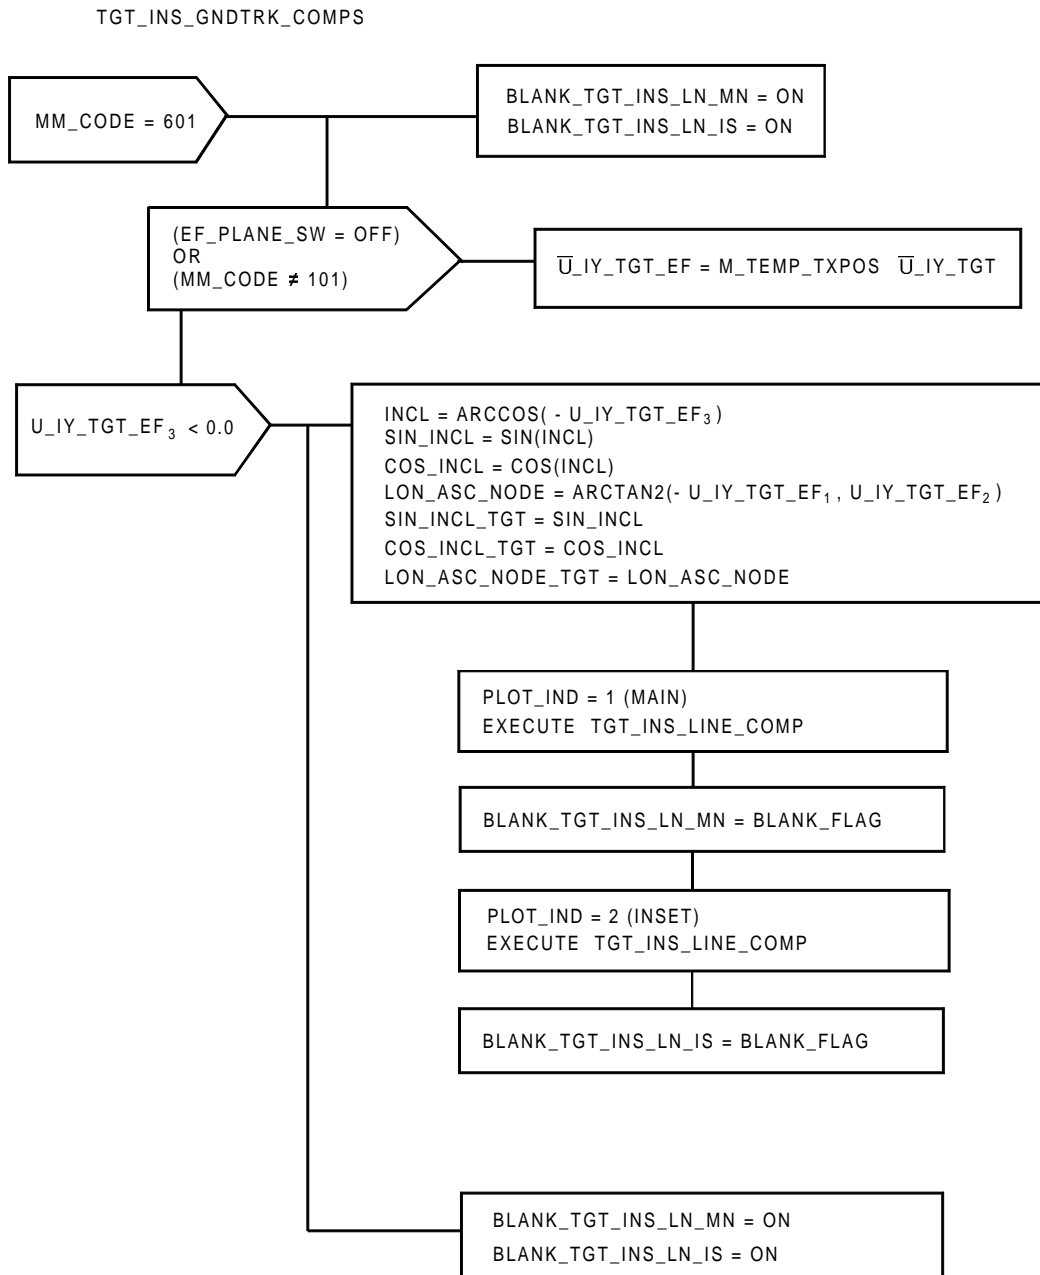 TGT_INS_GNDTRK_COMPS
MM_CODE = 601
BLANK_TGT_INS_LN_MN = ON
BLANK_TGT_INS_LN_IS = ON
(EF_PLANE_SW = OFF)
OR
(MM_CODE ≠ 101)
U̅_IY_TGT_EF = M_TEMP_TXPOS U̅_IY_TGT
U_IY_TGT_EF₃ < 0.0
INCL = ARCCOS( - U_IY_TGT_EF₃ )
SIN_INCL = SIN(INCL)
COS_INCL = COS(INCL)
LON_ASC_NODE = ARCTAN2(- U_IY_TGT_EF₁ , U_IY_TGT_EF₂ )
SIN_INCL_TGT = SIN_INCL
COS_INCL_TGT = COS_INCL
LON_ASC_NODE_TGT = LON_ASC_NODE
PLOT_IND = 1 (MAIN)
EXECUTE TGT_INS_LINE_COMP
BLANK_TGT_INS_LN_MN = BLANK_FLAG
PLOT_IND = 2 (INSET)
EXECUTE TGT_INS_LINE_COMP
BLANK_TGT_INS_LN_IS = BLANK_FLAG
BLANK_TGT_INS_LN_MN = ON
BLANK_TGT_INS_LN_IS = ON